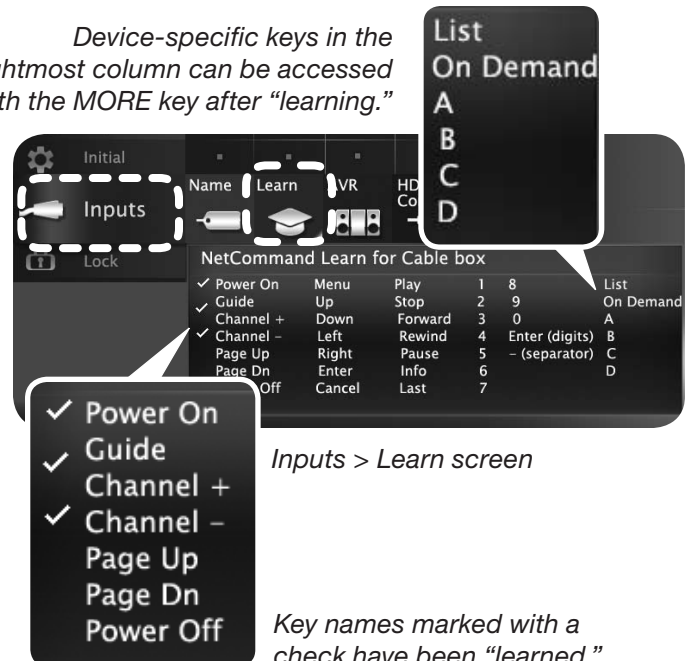 Device-specific keys in the
ghtmost column can be accessed
th the MORE key after “learning.”
List
On Demand
A
B
C
D
Initial
Inputs
Lock
Name Learn AVR HD
Co
NetCommand Learn for Cable box
✓ Power On Menu Play 1 8 List
✓ Guide Up Stop 2 9 On Demand
✓ Channel + Down Forward 3 0 A
✓ Channel – Left Rewind 4 Enter (digits) B
Page Up Right Pause 5 – (separator) C
Page Dn Enter Info 6 D
Off Cancel Last 7
✓ Power On
✓ Guide
Channel +
✓ Channel –
Page Up
Page Dn
Power Off
Inputs > Learn screen
Key names marked with a
check have been “learned.”